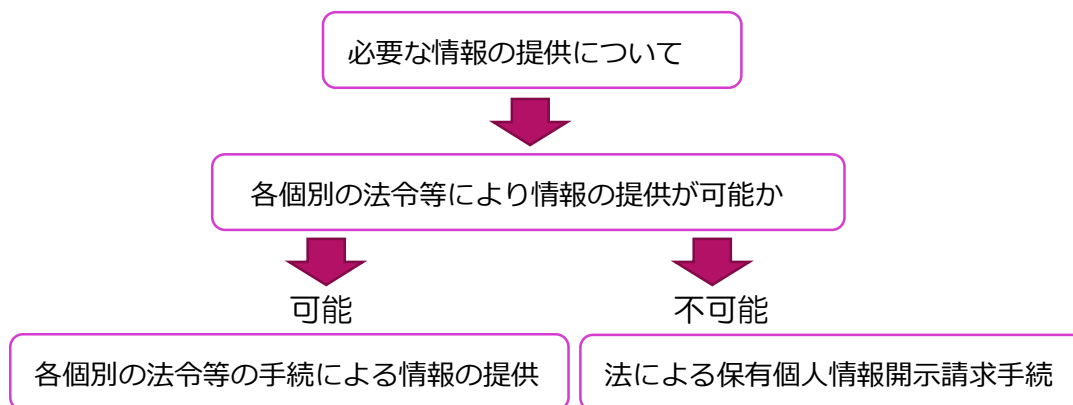 必要な情報の提供について
各個別の法令等により情報の提供が可能か
可能
不可能
各個別の法令等の手続による情報の提供
法による保有個人情報開示請求手続